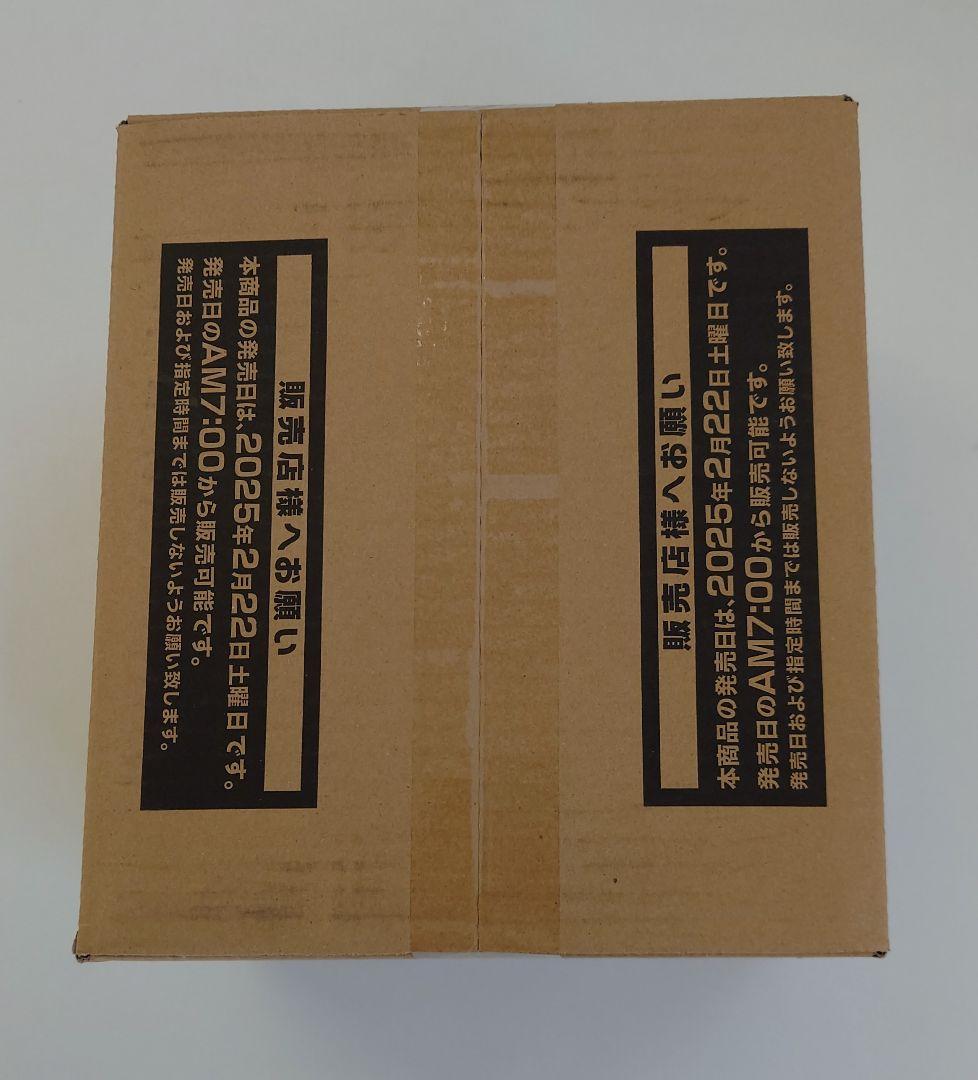 販売店様へお願い
本商品の発売日は、2025年2月22日土曜日です。
発売日のAM7:00から販売可能です。
発売日および指定時間までは販売しないようお願い致します。
販売店様へお願い
本商品の発売日は、2025年2月22日土曜日です。
発売日のAM7:00から販売可能です。
発売日および指定時間までは販売しないようお願い致します。